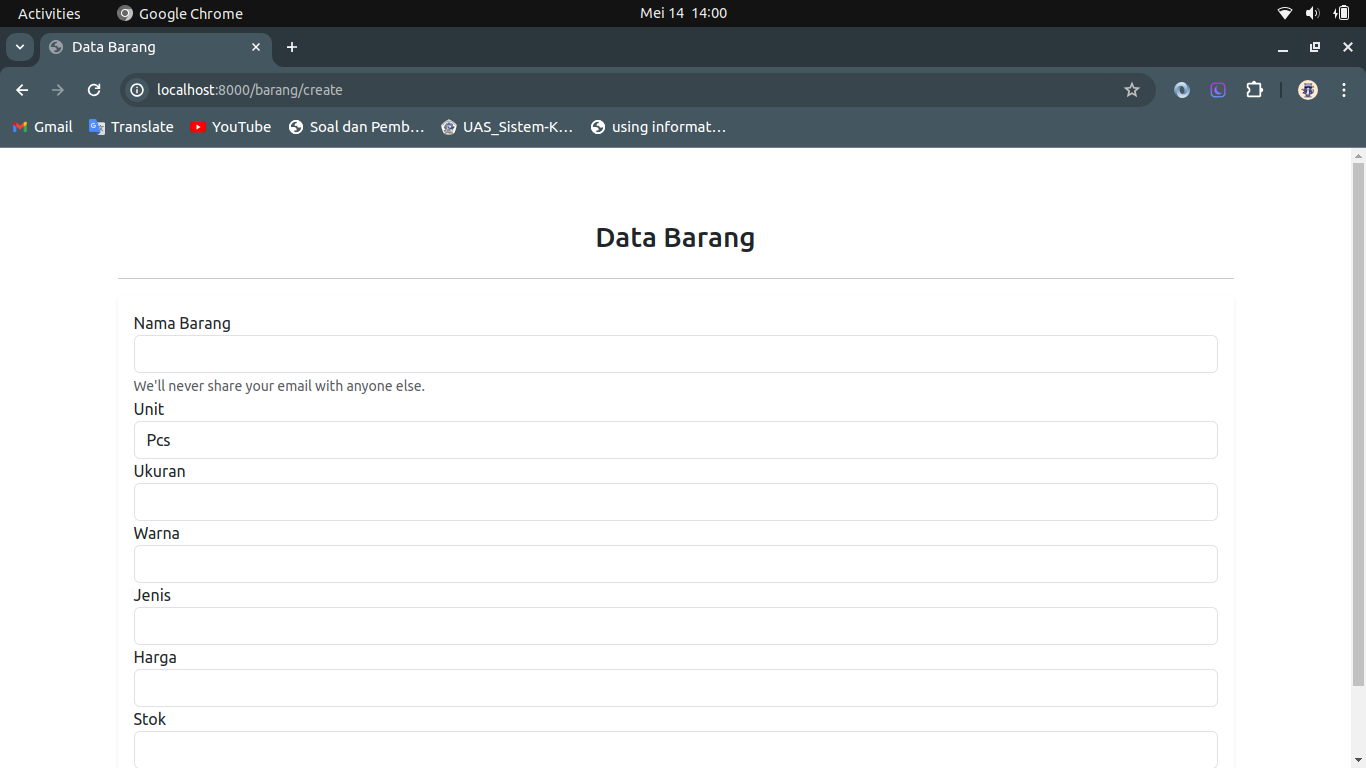 Activities Google Chrome Mei 14 14:00
Data Barang
localhost:8000/barang/create
Gmail Translate YouTube Soal dan Pemb… UAS_Sistem-K… using informat…
Data Barang
Nama Barang
We'll never share your email with anyone else.
Unit
Pcs
Ukuran
Warna
Jenis
Harga
Stok